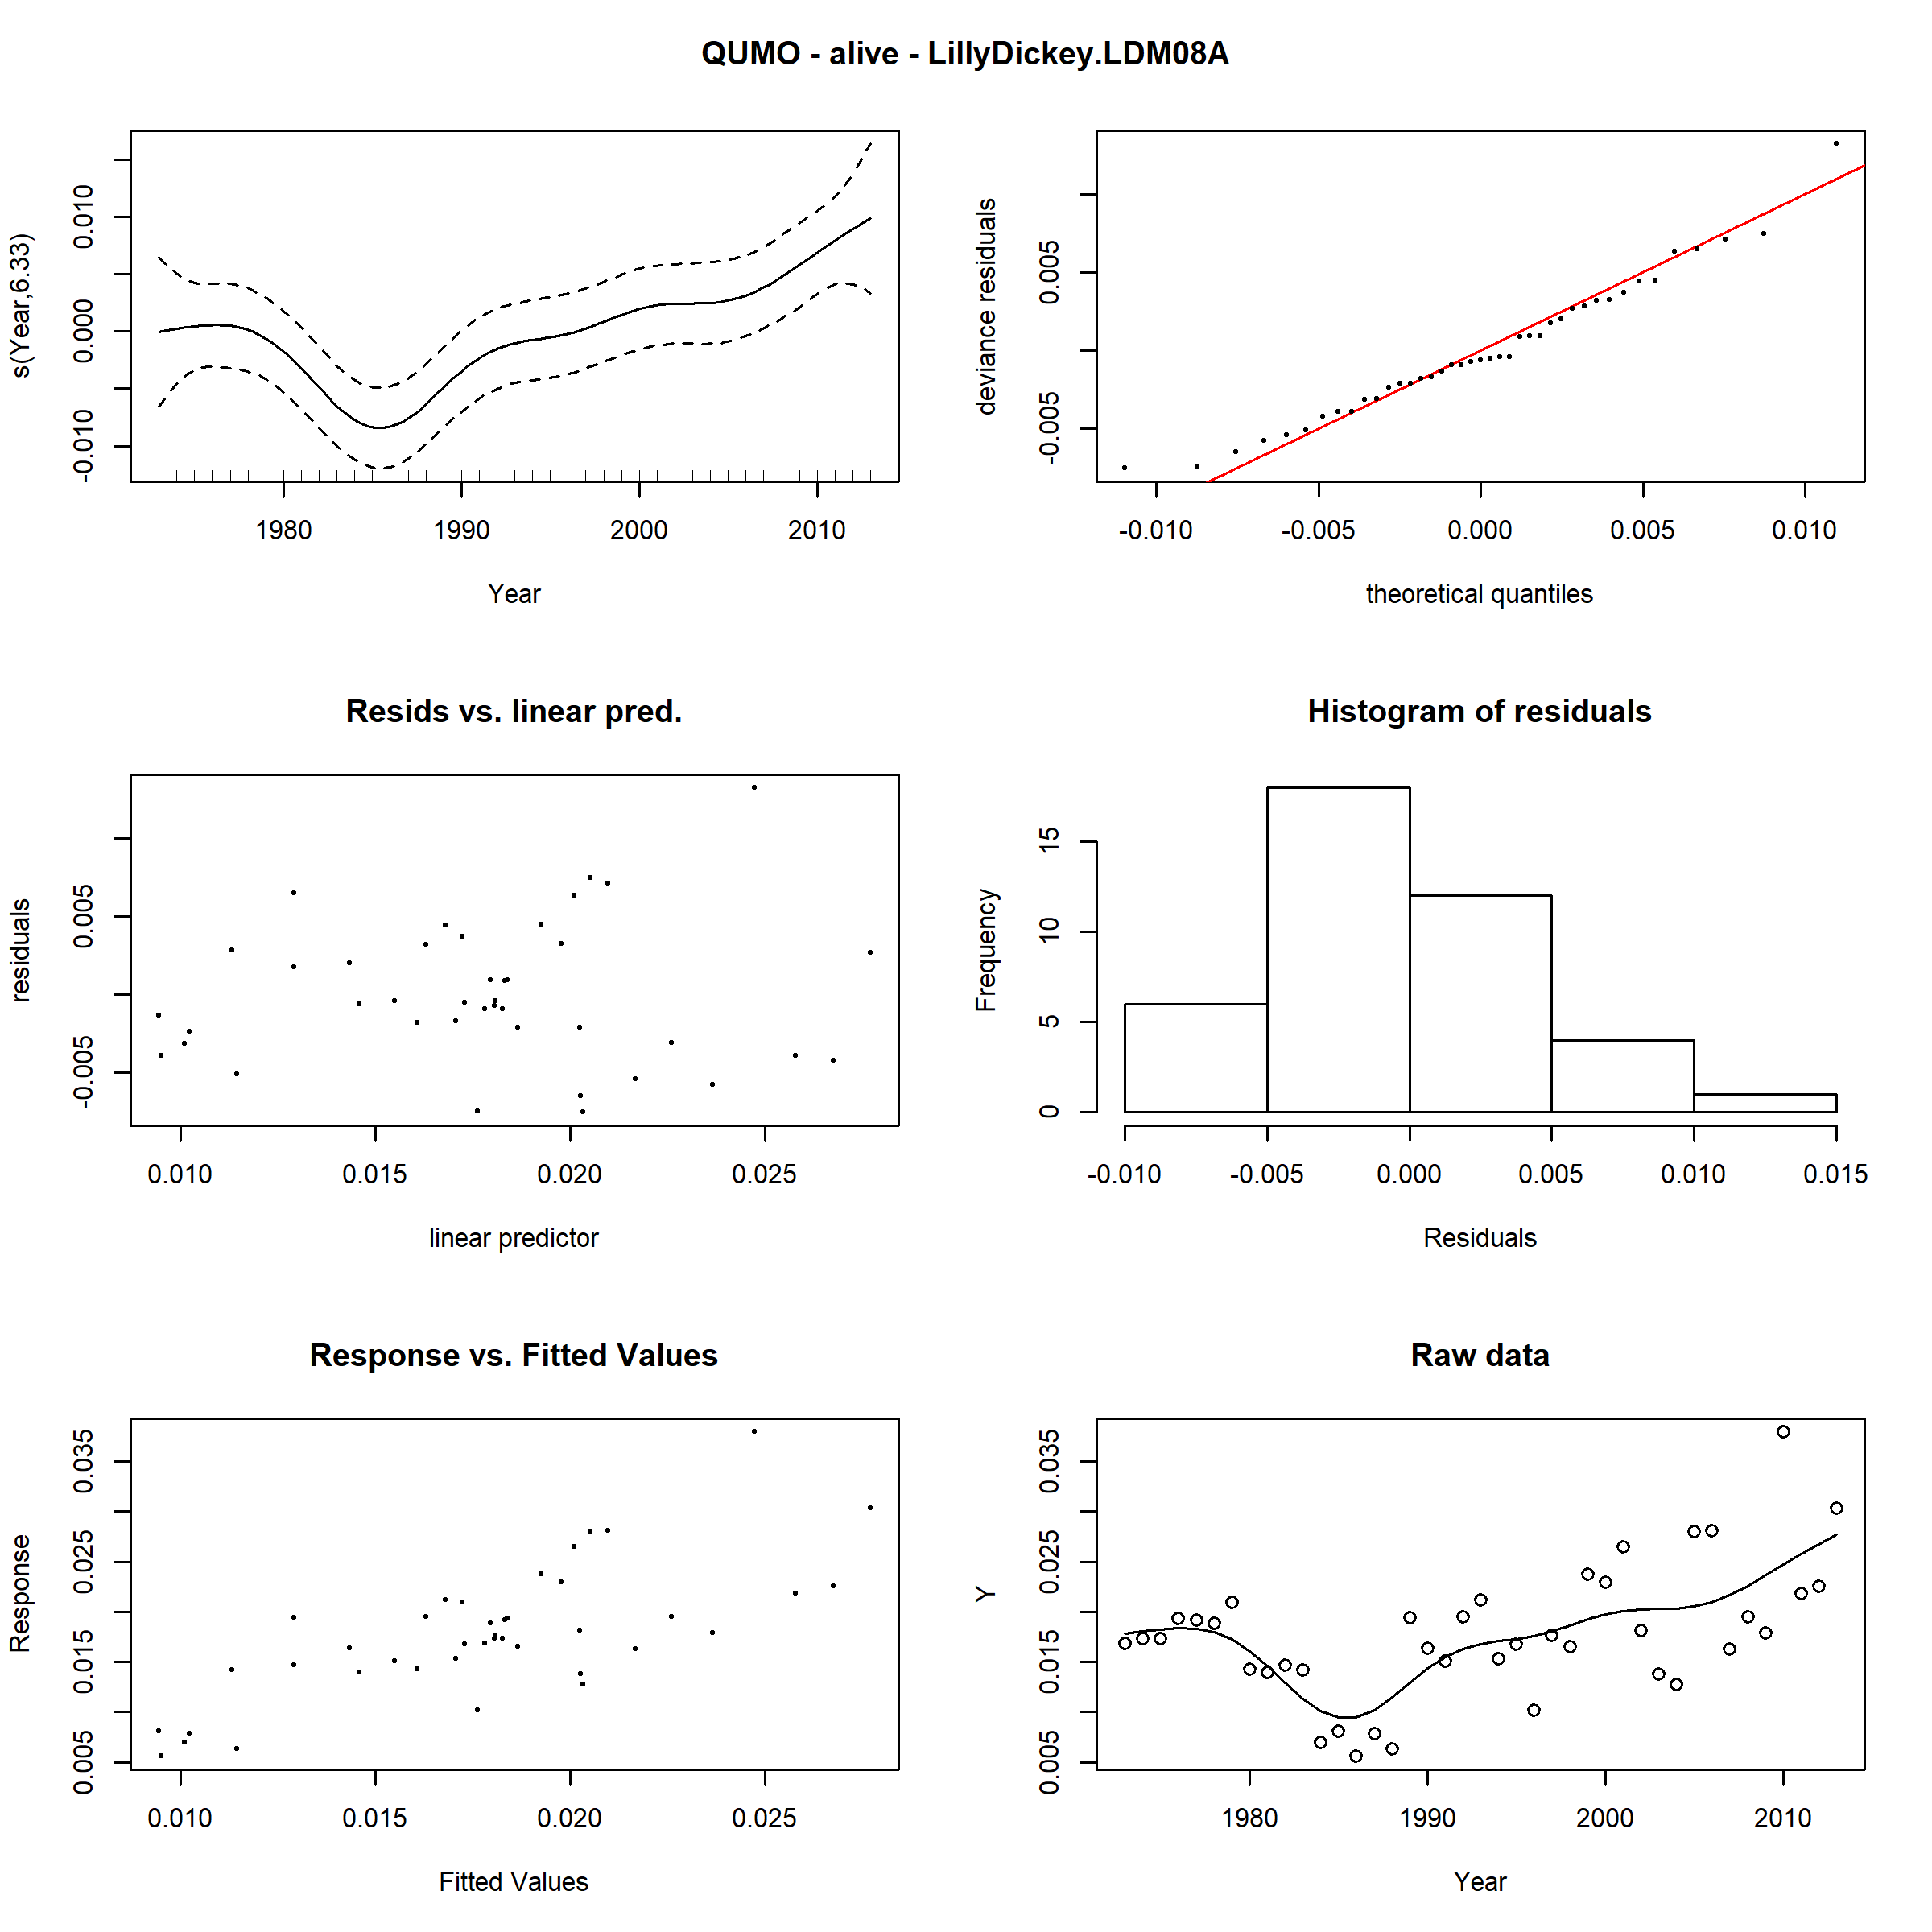 QUMO - alive - LillyDickey.LDM08A
s(Year,6.33)
-0.010 0.000 0.010
1980 1990 2000 2010
Year
deviance residuals
-0.005 0.005
-0.010 -0.005 0.000 0.005 0.010
theoretical quantiles
Resids vs. linear pred.
residuals
-0.005 0.005
0.010 0.015 0.020 0.025
linear predictor
Histogram of residuals
Frequency
0 5 10 15
-0.010 -0.005 0.000 0.005 0.010 0.015
Residuals
Response vs. Fitted Values
Response
0.005 0.015 0.025 0.035
0.010 0.015 0.020 0.025
Fitted Values
Raw data
Y
0.005 0.015 0.025 0.035
1980 1990 2000 2010
Year